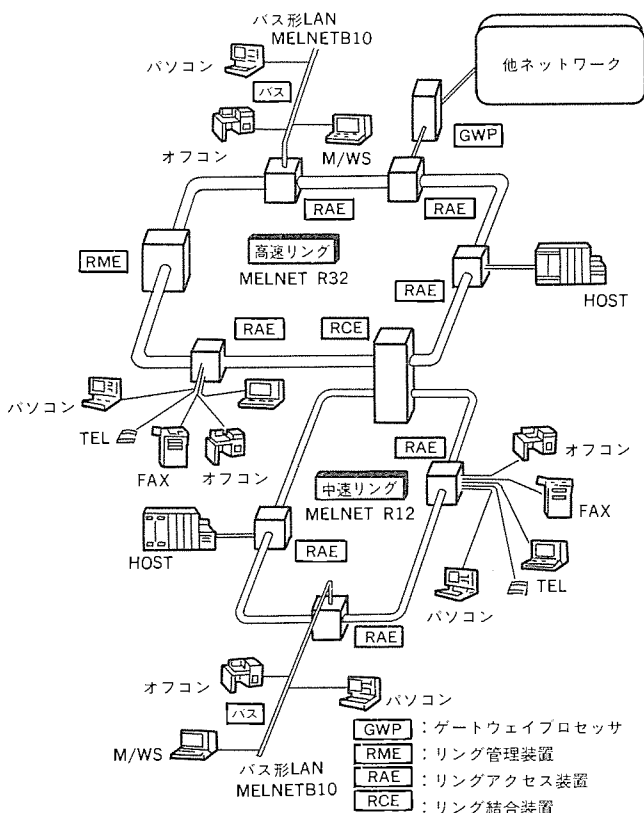 バス形LAN
MELNETB10
パソコン
バス
他ネットワーク
オフコン
M/WS
GWP
RAE
RAE
RME
高速リング
MELNET R32
RAE
HOST
RAE
RCE
パソコン
TEL
FAX
オフコン
RAE
オフコン
中速リング
MELNET R12
FAX
HOST
RAE
TEL
パソコン
RAE
オフコン
バス
パソコン
M/WS
バス形LAN
MELNETB10
GWP：ゲートウェイプロセッサ
RME：リング管理装置
RAE：リングアクセス装置
RCE：リング結合装置